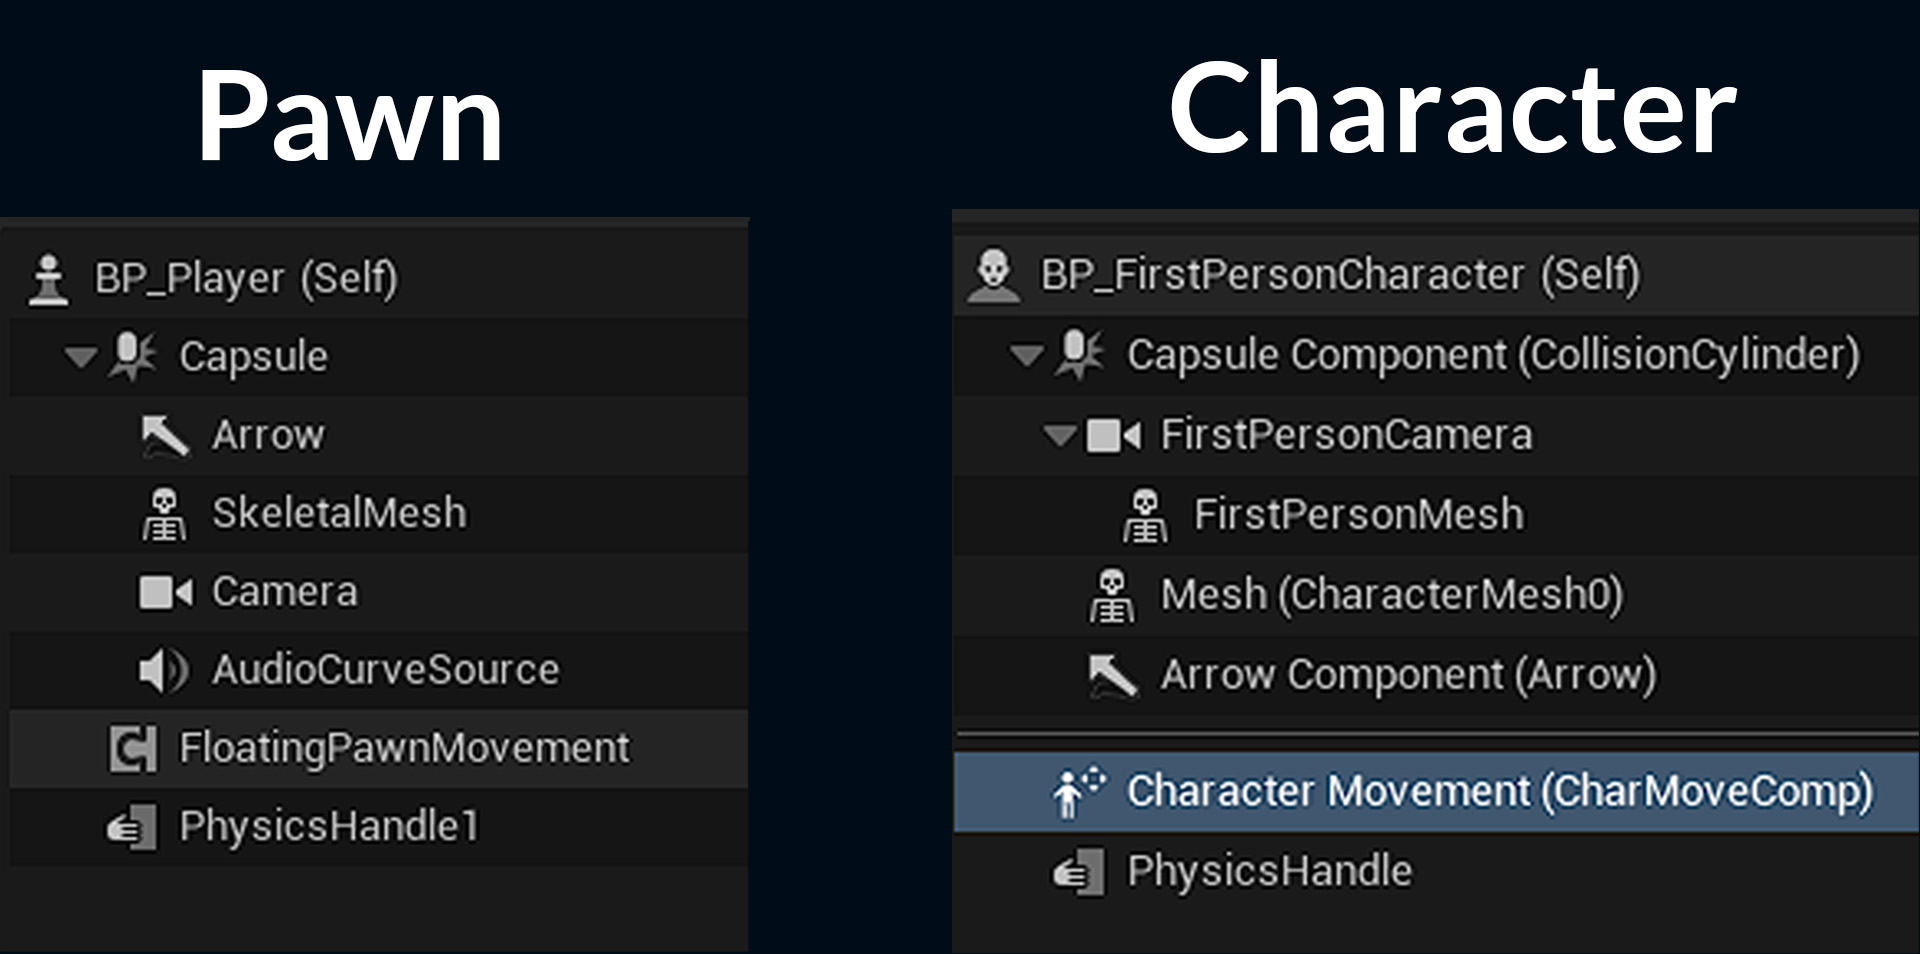 Pawn
BP_Player (Self)
Capsule
Arrow
SkeletalMesh
Camera
AudioCurveSource
FloatingPawnMovement
PhysicsHandle1
Character
BP_FirstPersonCharacter (Self)
Capsule Component (CollisionCylinder)
FirstPersonCamera
FirstPersonMesh
Mesh (CharacterMesh0)
Arrow Component (Arrow)
Character Movement (CharMoveComp)
PhysicsHandle